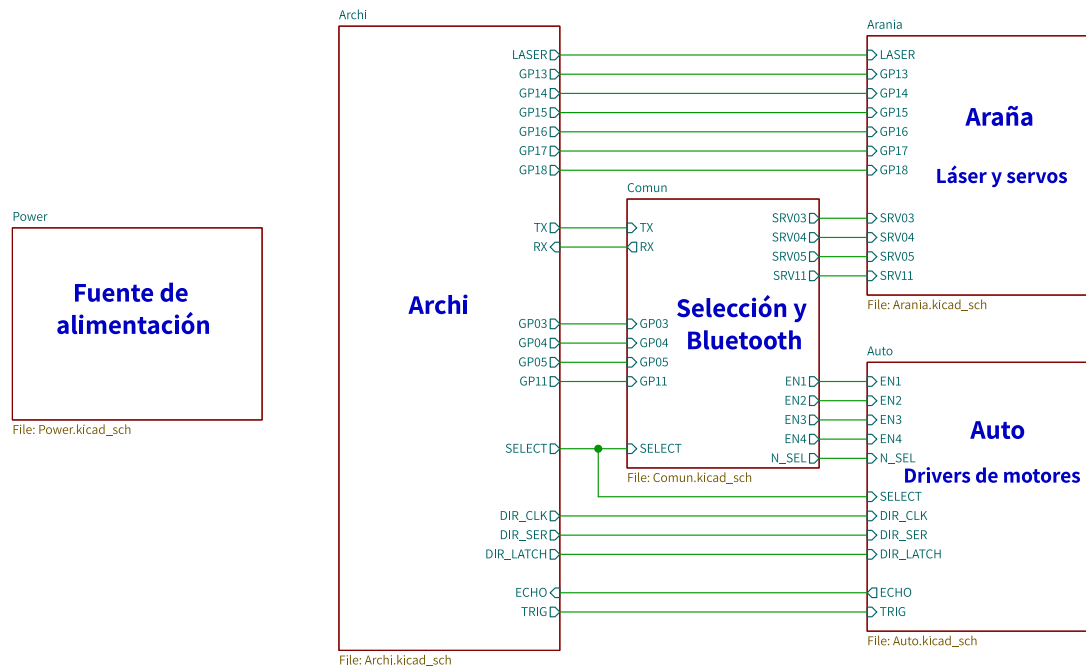 Power
Fuente de
alimentación
File: Power.kicad_sch
Archi
LASER
GP13
GP14
GP15
GP16
GP17
GP18
TX
RX
Archi
GP03
GP04
GP05
GP11
SELECT
DIR_CLK
DIR_SER
DIR_LATCH
ECHO
TRIG
File: Archi.kicad_sch
Comun
TX
RX
SRV03
SRV04
SRV05
SRV11
Selección y
Bluetooth
GP03
GP04
GP05
GP11
EN1
EN2
EN3
EN4
SELECT
N_SEL
File: Comun.kicad_sch
Arania
LASER
GP13
GP14
GP15
GP16
GP17
GP18
Araña
Láser y servos
SRV03
SRV04
SRV05
SRV11
File: Arania.kicad_sch
Auto
EN1
EN2
EN3
EN4
N_SEL
Auto
Drivers de motores
SELECT
DIR_CLK
DIR_SER
DIR_LATCH
ECHO
TRIG
File: Auto.kicad_sch